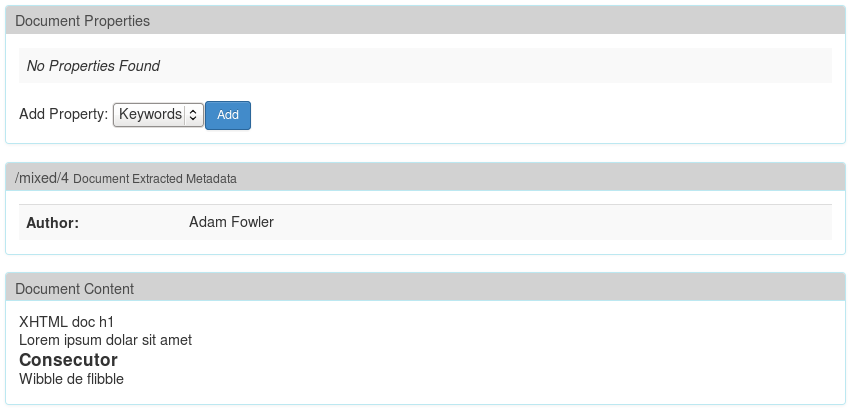 Document Properties
No Properties Found
Add Property: Keywords Add
/mixed/4 Document Extracted Metadata
Author: Adam Fowler
Document Content
XHTML doc h1
Lorem ipsum dolar sit amet
Consecutor
Wibble de flibble